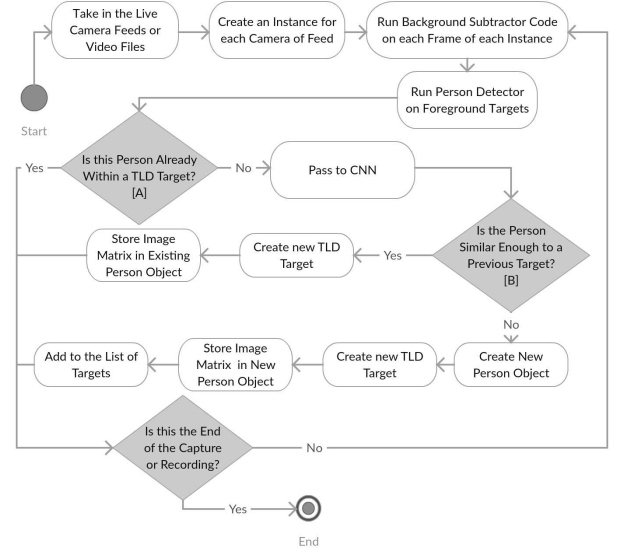 Take in the Live
Camera Feeds or
Video Files
Create an Instance for
each Camera of Feed
Run Background Subtractor Code
on each Frame of each Instance
Run Person Detector
on Foreground Targets
Start
Is this Person Already
Within a TLD Target?
[A]
Yes
No
Pass to CNN
Is the Person
Similar Enough to a
Previous Target?
[B]
Yes
Create new TLD
Target
Store Image
Matrix in Existing
Person Object
No
Create New
Person Object
Create new TLD
Target
Store Image
Matrix in New
Person Object
Add to the List of
Targets
Is this the End
of the Capture
or Recording?
No
Yes
End